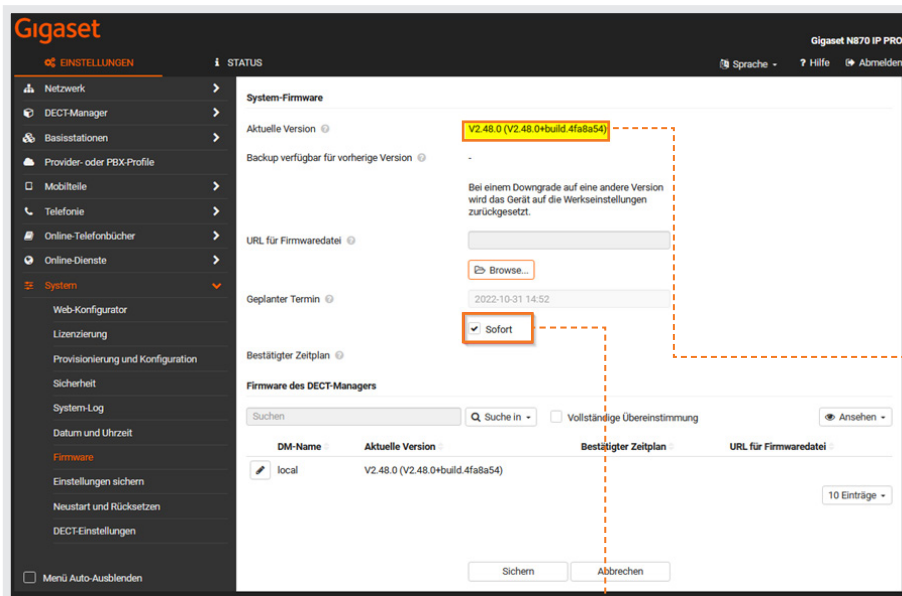 Gigaset
Gigaset N870 IP PRO
EINSTELLUNGEN
STATUS
Sprache
? Hilfe
Abmelden
Netzwerk
DECT-Manager
Basisstationen
Provider- oder PBX-Profile
Mobilteile
Telefonie
Online-Telefonbücher
Online-Dienste
System
Web-Konfigurator
Lizenzierung
Provisionierung und Konfiguration
Sicherheit
System-Log
Datum und Uhrzeit
Firmware
Einstellungen sichern
Neustart und Rücksetzen
DECT-Einstellungen
Menü Auto-Ausblenden
System-Firmware
Aktuelle Version
V2.48.0 (V2.48.0+build.4fa8a54)
Backup verfügbar für vorherige Version
-
Bei einem Downgrade auf eine andere Version
wird das Gerät auf die Werkseinstellungen
zurückgesetzt.
URL für Firmwaredatei
Browse...
Geplanter Termin
2022-10-31 14:52
Sofort
Bestätigter Zeitplan
Firmware des DECT-Managers
Suchen
Suche in
Vollständige Übereinstimmung
Ansehen
DM-Name
Aktuelle Version
Bestätigter Zeitplan
URL für Firmwaredatei
local
V2.48.0 (V2.48.0+build.4fa8a54)
10 Einträge
Sichern
Abbrechen